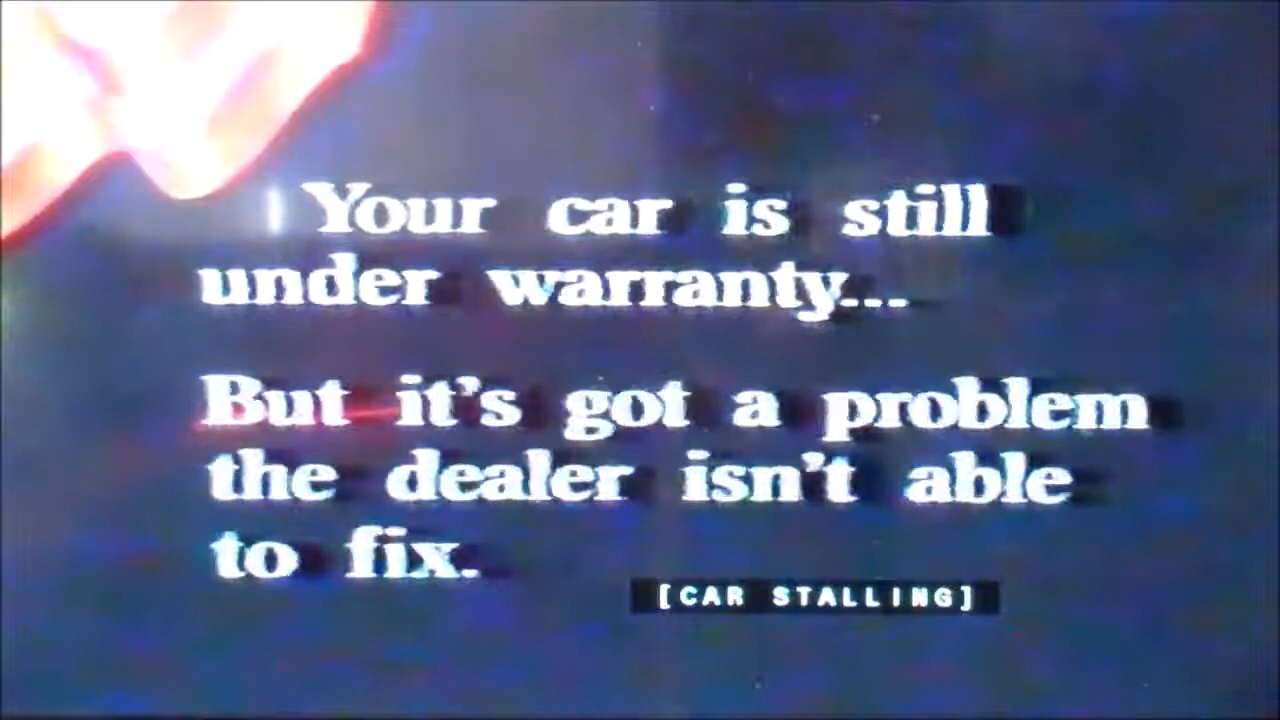 Your car is still
under warranty...
But it's got a problem
the dealer isn't able
to fix.
[CAR STALLING]